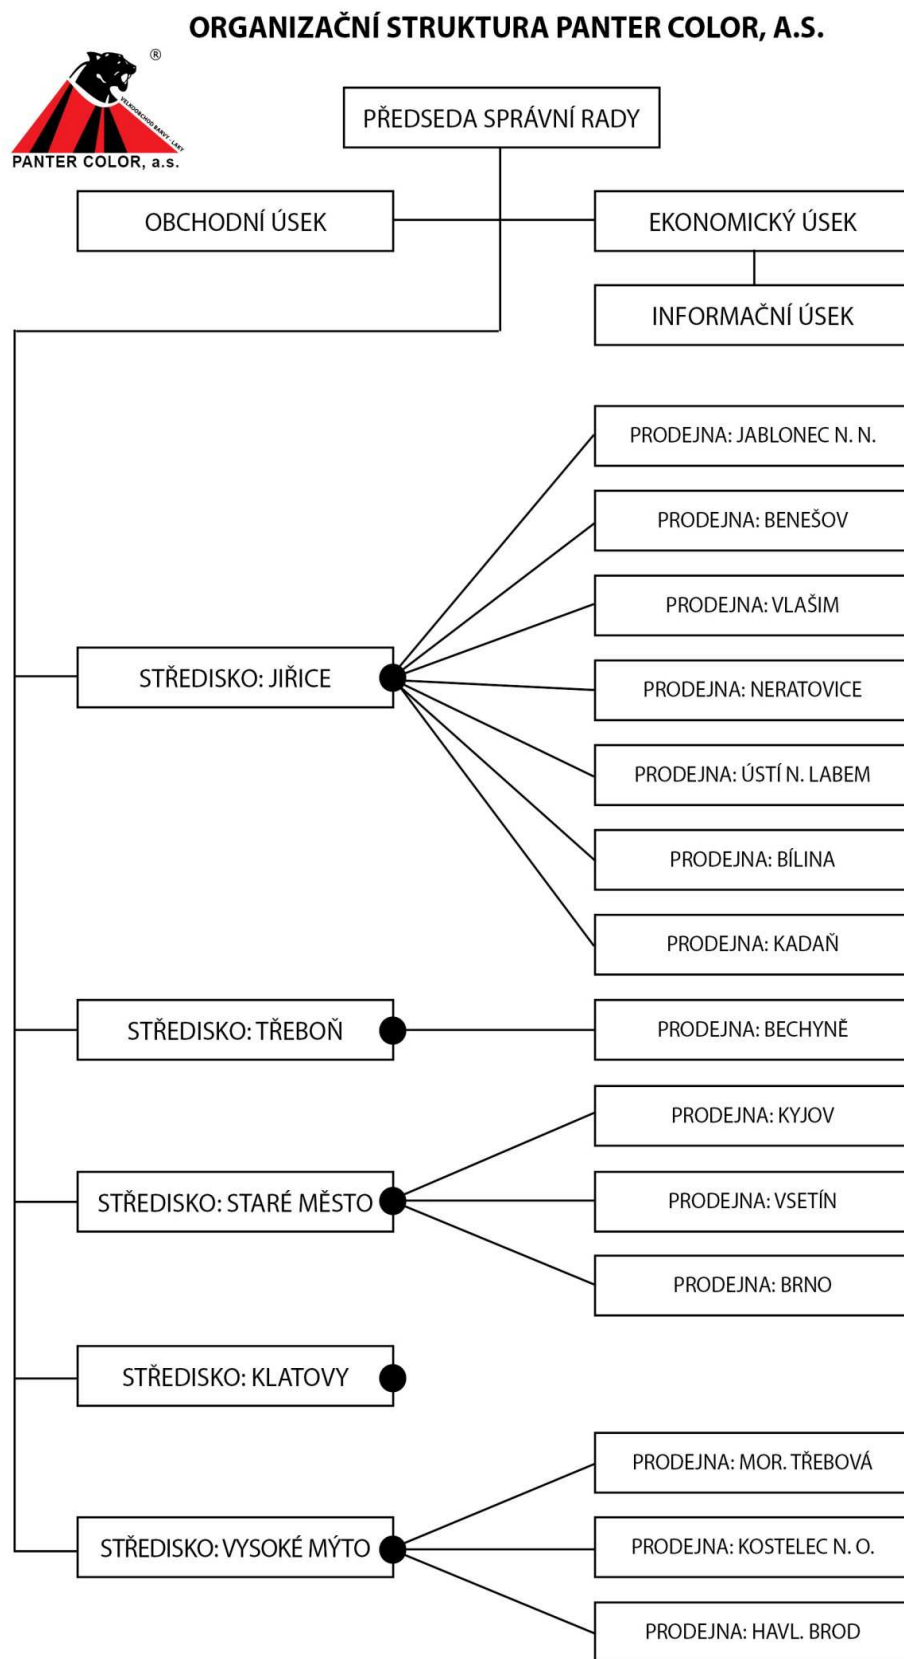 ORGANIZAČNÍ STRUKTURA PANTER COLOR, A.S.
®
VELKOOBCHOD BARVY - LAKY
PANTER COLOR, a.s.
PŘEDSEDA SPRÁVNÍ RADY
OBCHODNÍ ÚSEK
EKONOMICKÝ ÚSEK
INFORMAČNÍ ÚSEK
PRODEJNA: JABLONEC N. N.
PRODEJNA: BENEŠOV
PRODEJNA: VLAŠIM
STŘEDISKO: JIŘICE
PRODEJNA: NERATOVICE
PRODEJNA: ÚSTÍ N. LABEM
PRODEJNA: BÍLINA
PRODEJNA: KADAŇ
STŘEDISKO: TŘEBOŇ
PRODEJNA: BECHYNĚ
PRODEJNA: KYJOV
STŘEDISKO: STARÉ MĚSTO
PRODEJNA: VSETÍN
PRODEJNA: BRNO
STŘEDISKO: KLATOVY
PRODEJNA: MOR. TŘEBOVÁ
STŘEDISKO: VYSOKÉ MÝTO
PRODEJNA: KOSTELEC N. O.
PRODEJNA: HAVL. BROD